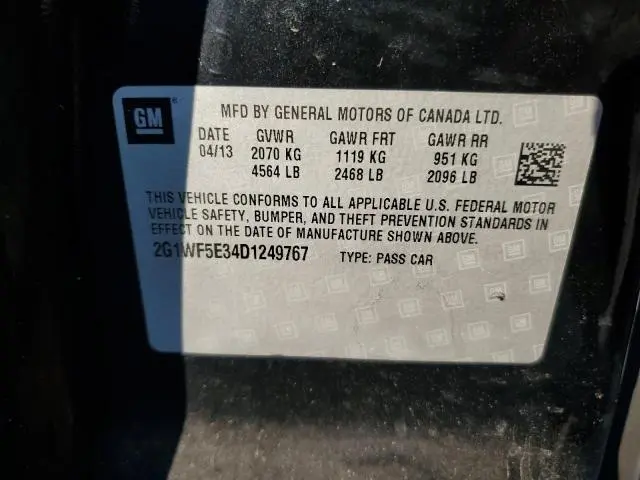 GM ®
MFD BY GENERAL MOTORS OF CANADA LTD.
DATE GVWR GAWR FRT GAWR RR
04/13 2070 KG 1119 KG 951 KG
4564 LB 2468 LB 2096 LB
THIS VEHICLE CONFORMS TO ALL APPLICABLE U.S. FEDERAL MOTOR
VEHICLE SAFETY, BUMPER, AND THEFT PREVENTION STANDARDS IN
EFFECT ON THE DATE OF MANUFACTURE SHOWN ABOVE.
2G1WF5E34D1249767 TYPE: PASS CAR